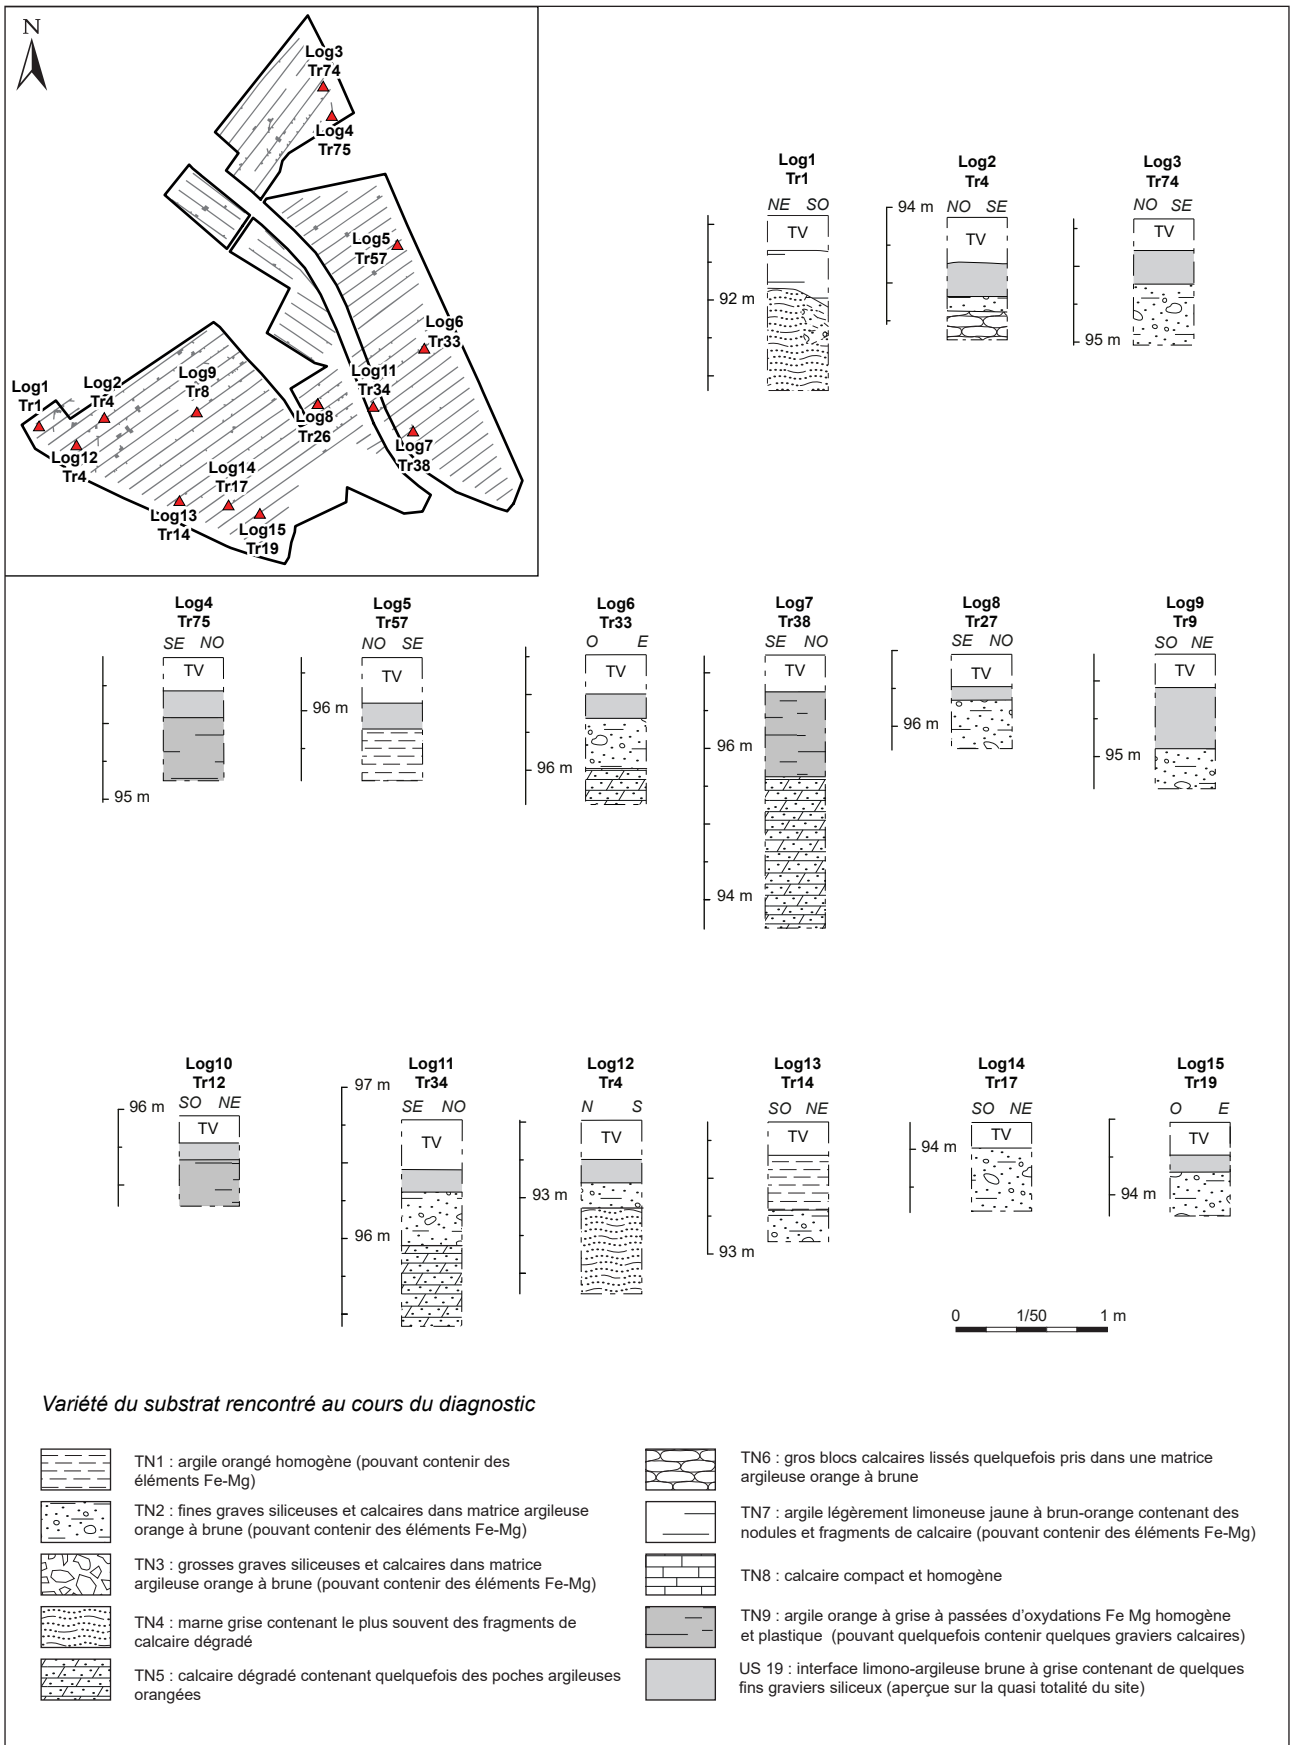 N
Log3
Tr74
Log4
Tr75
Log5
Tr57
Log6
Tr33
Log11
Tr34
Log9
Tr8
Log2
Tr4
Log1
Tr1
Log8
Tr26
Log7
Tr38
Log12
Tr4
Log14
Tr17
Log13
Tr14
Log15
Tr19
Log1
Tr1
NE SO
TV
92 m
Log2
Tr4
94 m
NO SE
TV
Log3
Tr74
NO SE
TV
95 m
Log4
Tr75
SE NO
TV
95 m
Log5
Tr57
NO SE
TV
96 m
Log6
Tr33
O E
TV
96 m
Log7
Tr38
SE NO
TV
96 m
94 m
Log8
Tr27
SE NO
TV
96 m
Log9
Tr9
SO NE
TV
95 m
Log10
Tr12
96 m
SO NE
TV
Log11
Tr34
97 m
SE NO
TV
96 m
Log12
Tr4
N S
TV
93 m
Log13
Tr14
SO NE
TV
93 m
Log14
Tr17
SO NE
TV
94 m
Log15
Tr19
O E
TV
94 m
0 1/50 1 m
Variété du substrat rencontré au cours du diagnostic
TN1 : argile orangé homogène (pouvant contenir des
éléments Fe-Mg)
TN2 : fines graves siliceuses et calcaires dans matrice argileuse
orange à brune (pouvant contenir des éléments Fe-Mg)
TN3 : grosses graves siliceuses et calcaires dans matrice
argileuse orange à brune (pouvant contenir des éléments Fe-Mg)
TN4 : marne grise contenant le plus souvent des fragments de
calcaire dégradé
TN5 : calcaire dégradé contenant quelquefois des poches argileuses
orangées
TN6 : gros blocs calcaires lissés quelquefois pris dans une matrice
argileuse orange à brune
TN7 : argile légèrement limoneuse jaune à brun-orange contenant des
nodules et fragments de calcaire (pouvant contenir des éléments Fe-Mg)
TN8 : calcaire compact et homogène
TN9 : argile orange à grise à passées d'oxydations Fe Mg homogène
et plastique (pouvant quelquefois contenir quelques graviers calcaires)
US 19 : interface limono-argileuse brune à grise contenant de quelques
fins graviers siliceux (aperçue sur la quasi totalité du site)